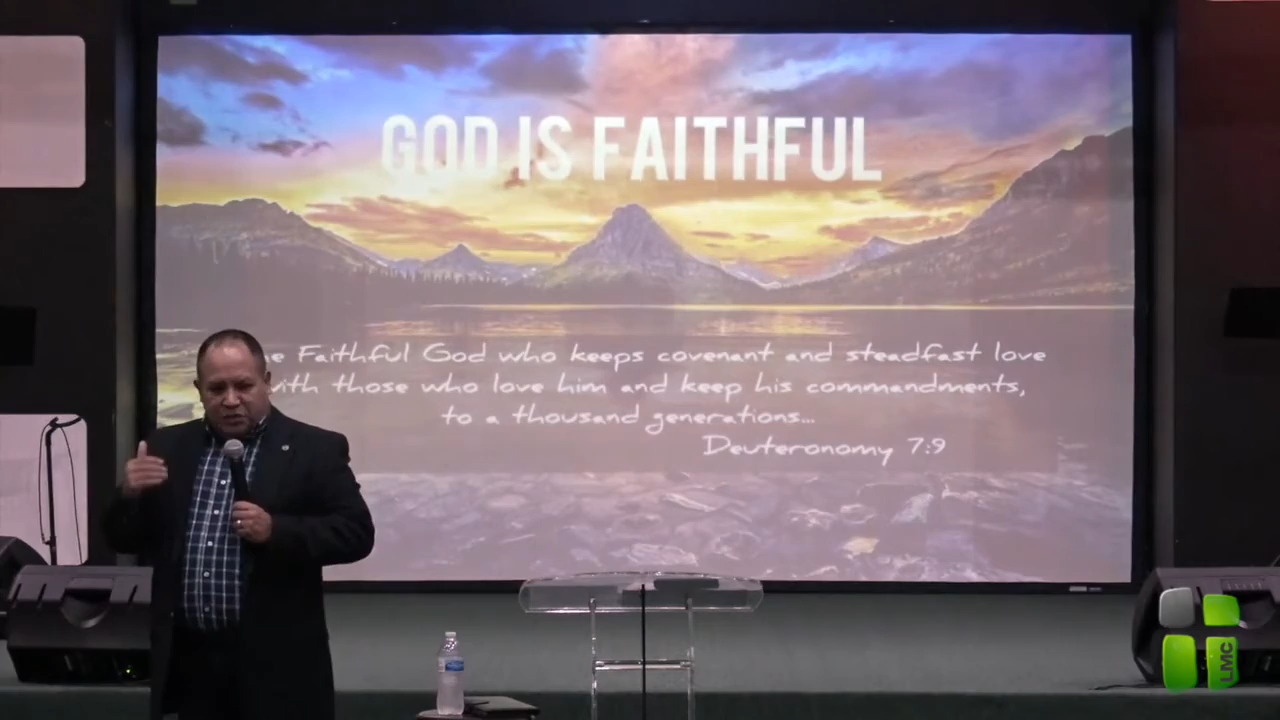 GOD IS FAITHFUL
Faithful God who keeps covenant and steadfast love
with those who love him and keep his commandments,
to a thousand generations...
Deuteronomy 7:9
LMC